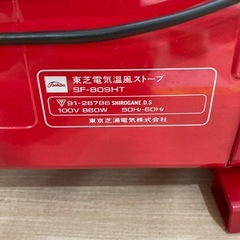 Toshiba
東芝電気温風ストーブ
SF-809HT
91-26786 SHIROGANE.D.S
100V 860W 50Hz-60Hz
東京芝浦電気株式会社